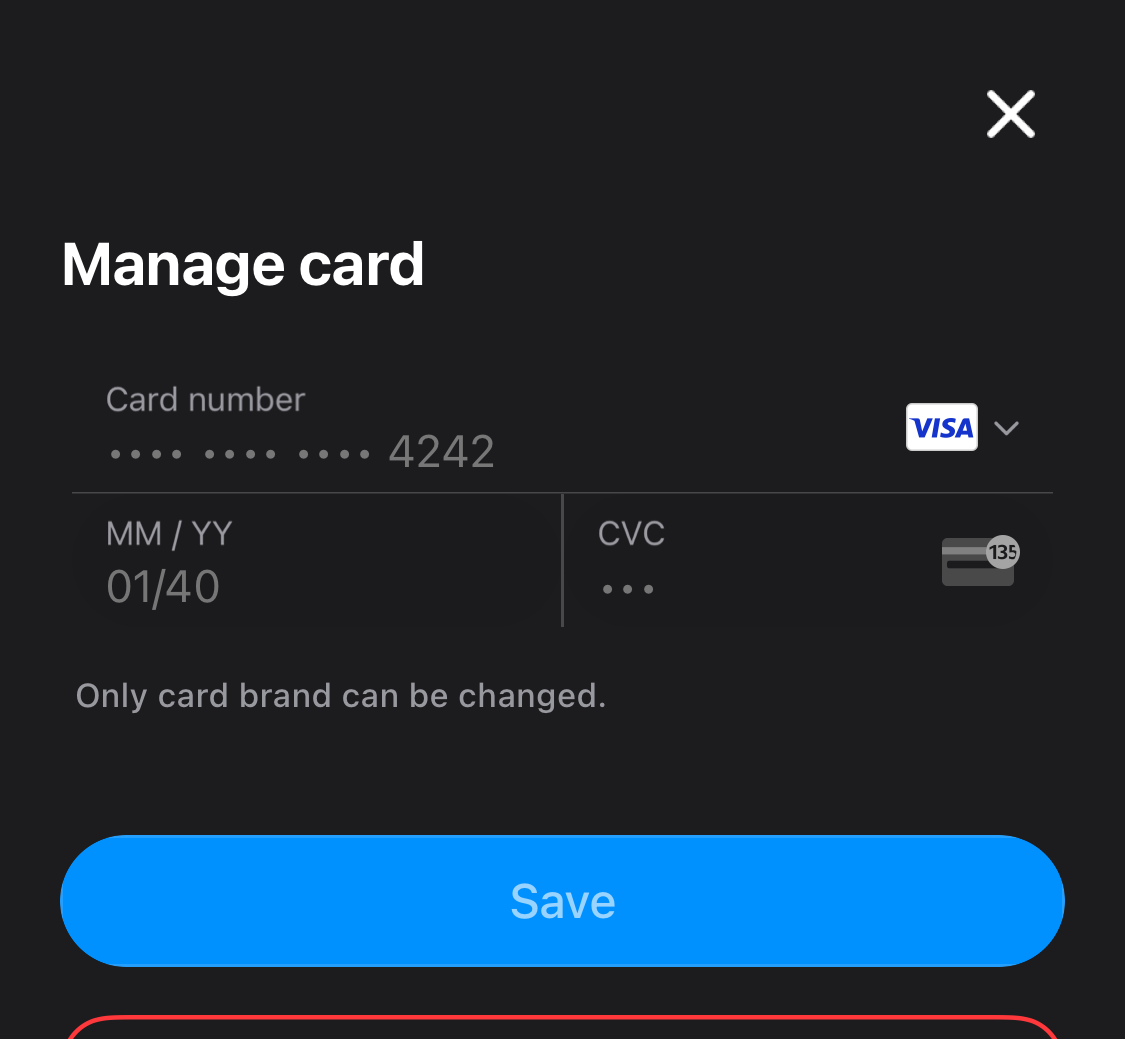 Manage card
Card number
•••• •••• •••• 4242
VISA
MM / YY
CVC
01/40
•••
135
Only card brand can be changed.
Save